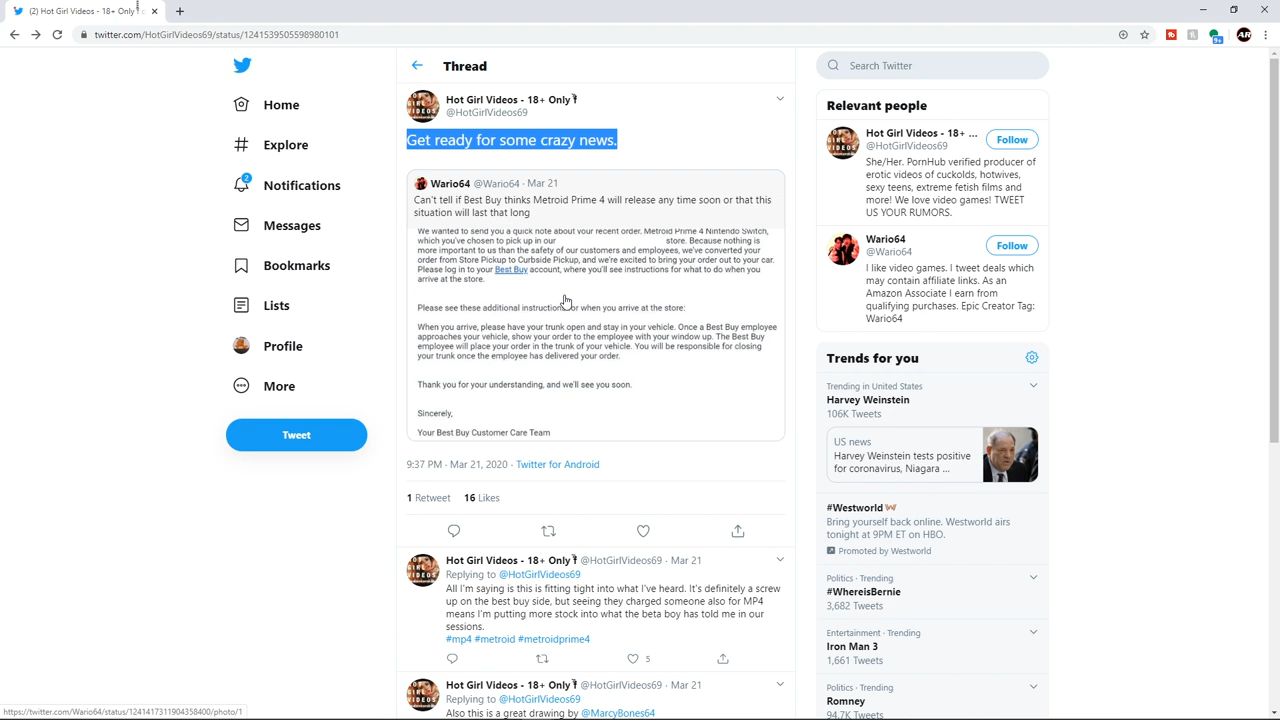 (2) Hot Girl Videos - 18+ Only
twitter.com/HotGirlVideos69/status/1241539505598980101
Home
Explore
2
Notifications
Messages
Bookmarks
Lists
Profile
More
Tweet
Thread
Hot Girl Videos - 18+ Only
@HotGirlVideos69
Get ready for some crazy news.
Wario64 @Wario64 · Mar 21
Can't tell if Best Buy thinks Metroid Prime 4 will release any time soon or that this
situation will last that long
We wanted to send you a quick note about your recent order. Metroid Prime 4 Nintendo Switch,
which you've chosen to pick up in our store. Because nothing is
more important to us than the safety of our customers and employees, we've converted your
order from Store Pickup to Curbside Pickup, and we're excited to bring your order out to your car.
Please log in to your Best Buy account, where you'll see instructions for what to do when you
arrive at the store.
Please see these additional instructions for when you arrive at the store:
When you arrive, please have your trunk open and stay in your vehicle. Once a Best Buy employee
approaches your vehicle, show your order to the employee with your window up. The Best Buy
employee will place your order in the trunk of your vehicle. You will be responsible for closing
your trunk once the employee has delivered your order.
Thank you for your understanding, and we'll see you soon.
Sincerely,
Your Best Buy Customer Care Team
9:37 PM · Mar 21, 2020 · Twitter for Android
1 Retweet 16 Likes
Hot Girl Videos - 18+ Only @HotGirlVideos69 · Mar 21
Replying to @HotGirlVideos69
All I'm saying is this is fitting tight into what I've heard. It's definitely a screw
up on the best buy side, but seeing they charged someone also for MP4
means I'm putting more stock into what the beta boy has told me in our
sessions.
#mp4 #metroid #metroidprime4
5
Hot Girl Videos - 18+ Only @HotGirlVideos69 · Mar 21
Replying to @HotGirlVideos69
Also this is a great drawing by @MarcyBones64
Search Twitter
Relevant people
Hot Girl Videos - 18+ ...
@HotGirlVideos69
Follow
She/Her. PornHub verified producer of
erotic videos of cuckolds, hotwives,
sexy teens, extreme fetish films and
more! We love video games! TWEET
US YOUR RUMORS.
Wario64
@Wario64
Follow
I like video games. I tweet deals which
may contain affiliate links. As an
Amazon Associate I earn from
qualifying purchases. Epic Creator Tag:
Wario64
Trends for you
Trending in United States
Harvey Weinstein
106K Tweets
US news
Harvey Weinstein tests positive
for coronavirus, Niagara ...
#Westworld
Bring yourself back online. Westworld airs
tonight at 9PM ET on HBO.
Promoted by Westworld
Politics · Trending
#WhereisBernie
3,682 Tweets
Entertainment · Trending
Iron Man 3
1,661 Tweets
Politics · Trending
Romney
94.7K Tweets
https://twitter.com/Wario64/status/1241417311904358400/photo/1